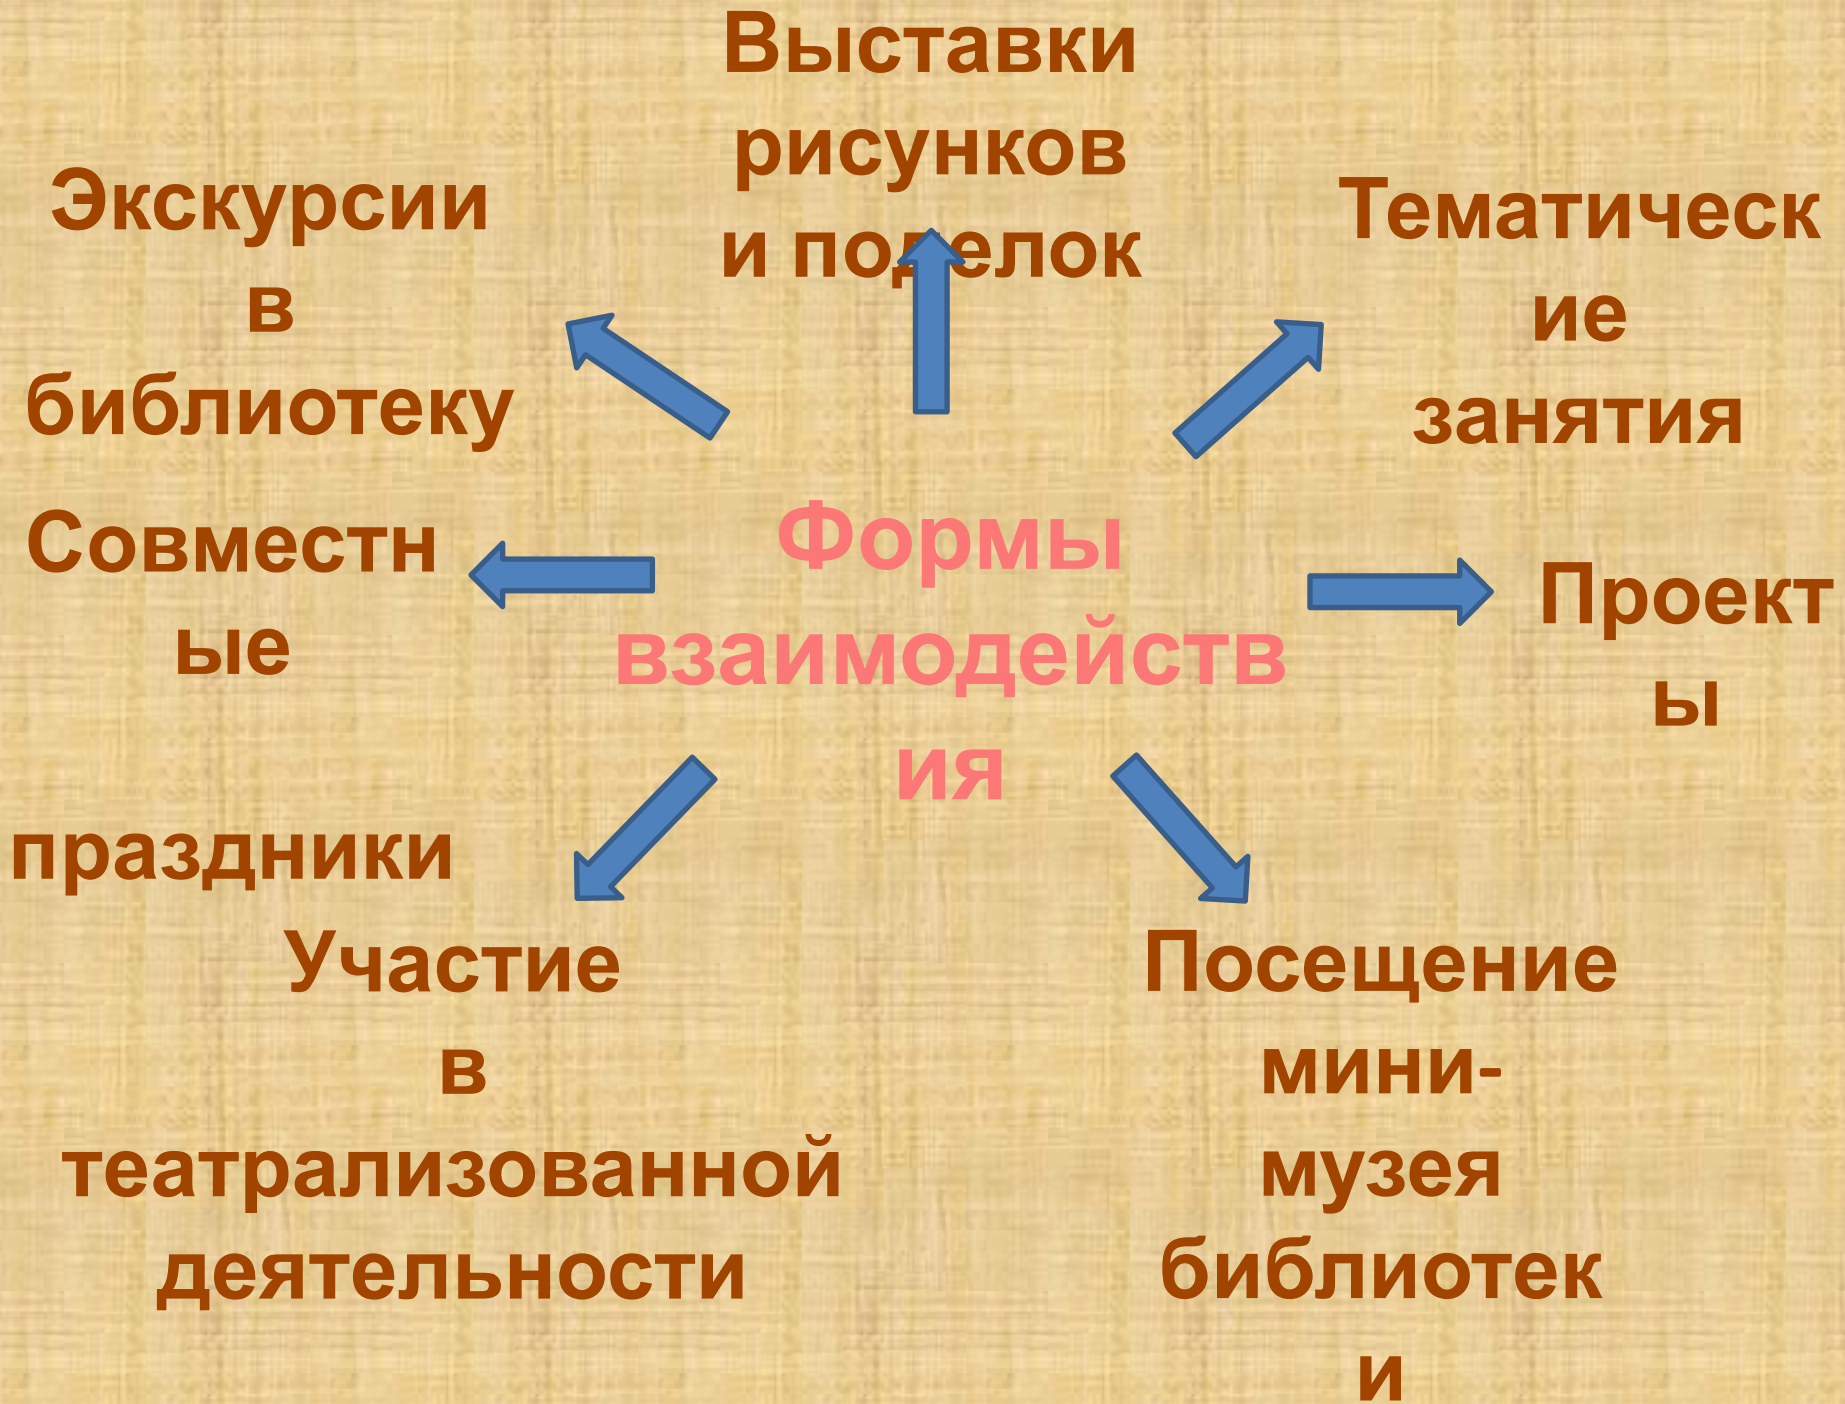 Выставки
рисунков
и поделок
Экскурсии
в
библиотеку
Тематическ
ие
занятия
Совместн
ые
праздники
Формы
взаимодейств
ия
Проект
ы
Участие
в
театрализованной
деятельности
Посещение
мини-
музея
библиотек
и